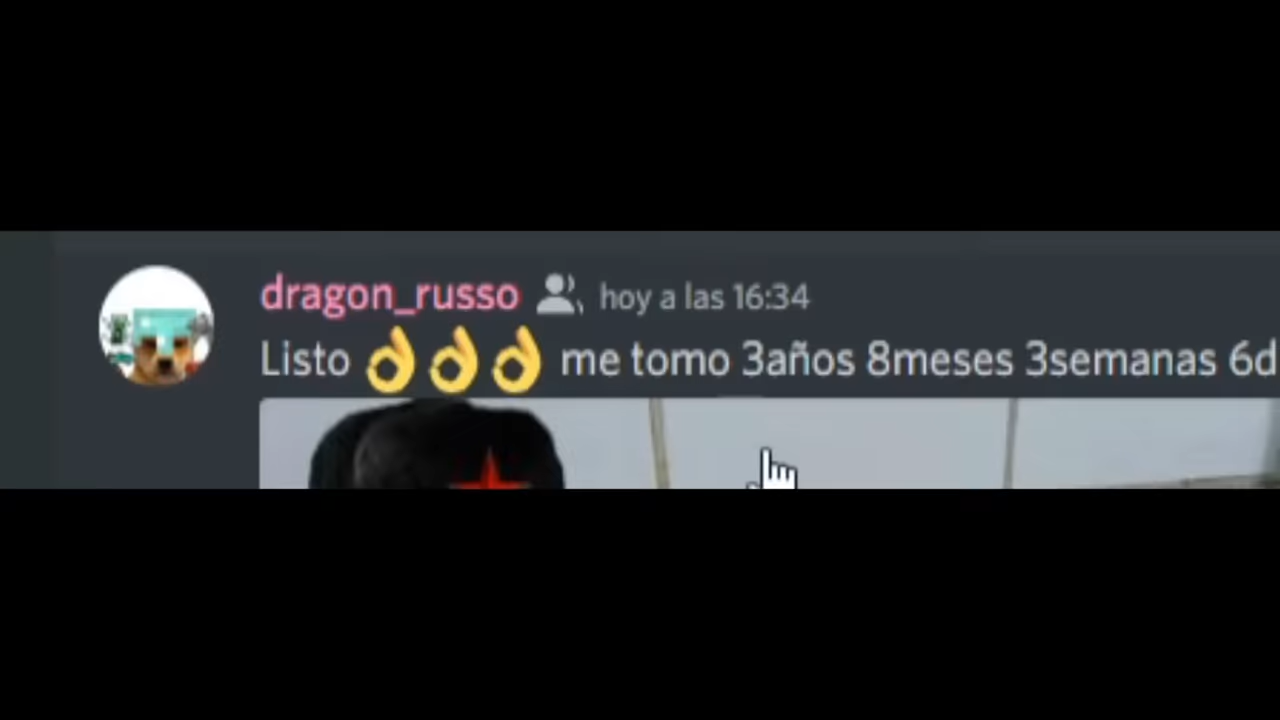 dragon_russo hoy a las 16:34
Listo 👌👌👌 me tomo 3años 8meses 3semanas 6d